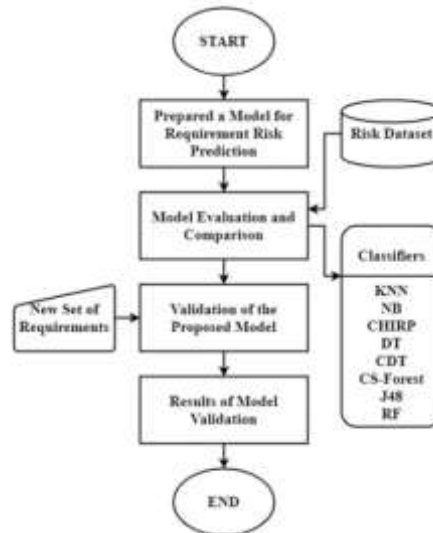 START
Prepared a Model for
Requirement Risk
Prediction
Risk Dataset
Model Evaluation and
Comparison
Classifiers
KNN
NB
CHIRP
DT
CDT
CS-Forest
J48
RF
New Set of
Requirements
Validation of the
Proposed Model
Results of Model
Validation
END